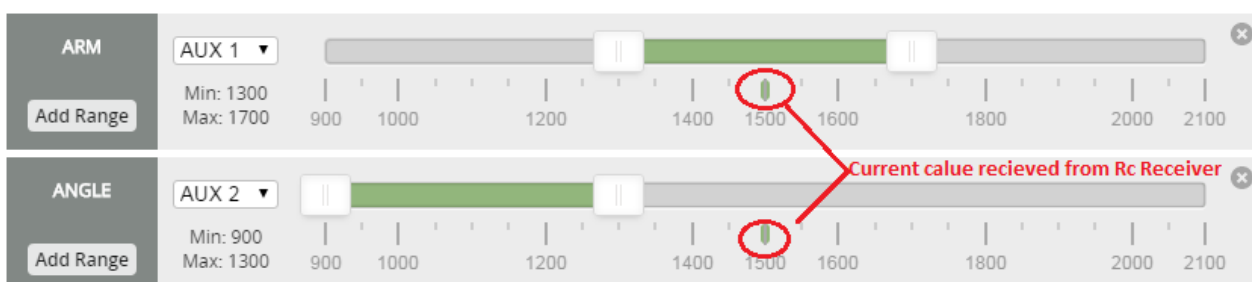 ARM
AUX 1
Min: 1300
Max: 1700
Add Range
900 1000 1200 1400 1500 1600 1800 2000 2100
Current calue recieved from Rc Receiver
ANGLE
AUX 2
Min: 900
Max: 1300
Add Range
900 1000 1200 1400 1500 1600 1800 2000 2100